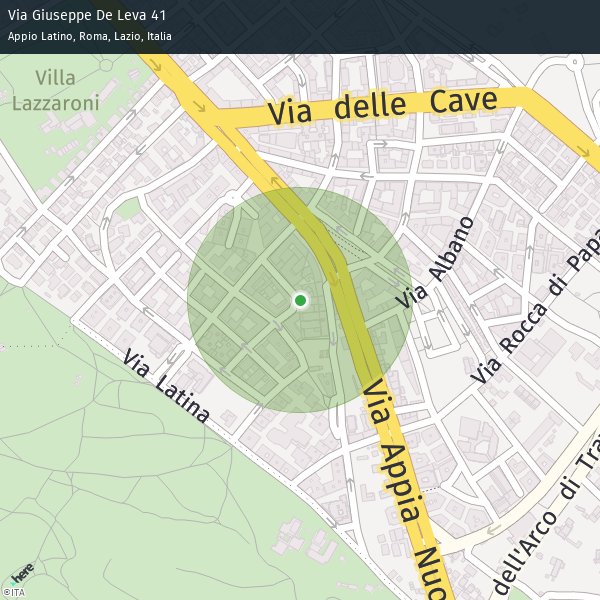 Via Giuseppe De Leva 41
Appio Latino, Roma, Lazio, Italia
Villa
Lazzaroni
Via delle Cave
Via Albano
Via Rocca di Papa
Via Latina
Via Appia Nuo
dell'Arco di Trav
here
©ITA